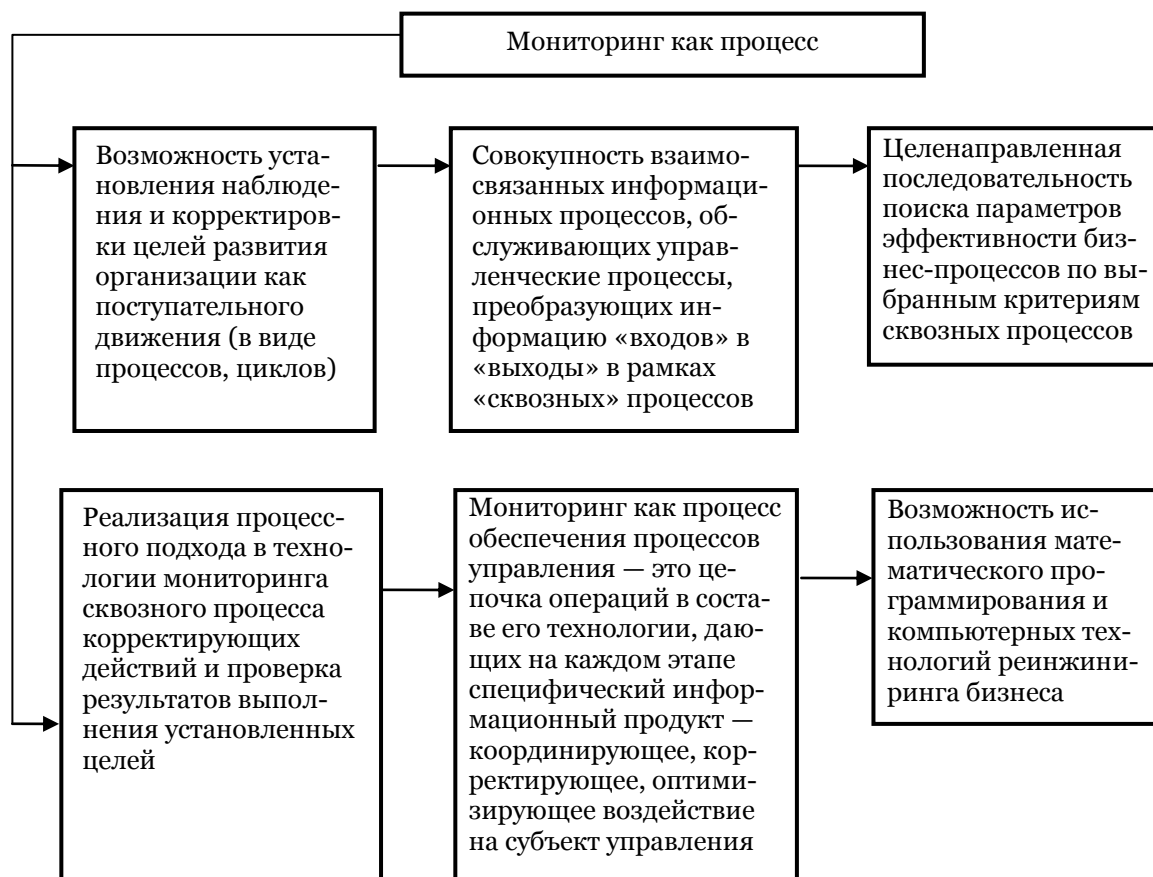 Мониторинг как процесс
Возможность уста-
новления наблюде-
ния и корректиров-
ки целей развития
организации как
поступательного
движения (в виде
процессов, циклов)
Совокупность взаимо-
связанных информаци-
онных процессов, об-
служивающих управ-
ленческие процессы,
преобразующих ин-
формацию «входов» в
«выходы» в рамках
«сквозных» процессов
Целенаправленная
последовательность
поиска параметров
эффективности биз-
нес-процессов по вы-
бранным критериям
сквозных процессов
Реализация процесс-
ного подхода в техно-
логии мониторинга
сквозного процесса
корректирующих
действий и проверка
результатов выпол-
нения установленных
целей
Мониторинг как процесс
обеспечения процессов
управления — это це-
почка операций в соста-
ве его технологии, даю-
щих на каждом этапе
специфический инфор-
мационный продукт —
координирующее, кор-
ректирующее, оптими-
зирующее воздействие
на субъект управления
Возможность ис-
пользования мате-
матического про-
граммирования и
компьютерных тех-
нологий реинжини-
ринга бизнеса